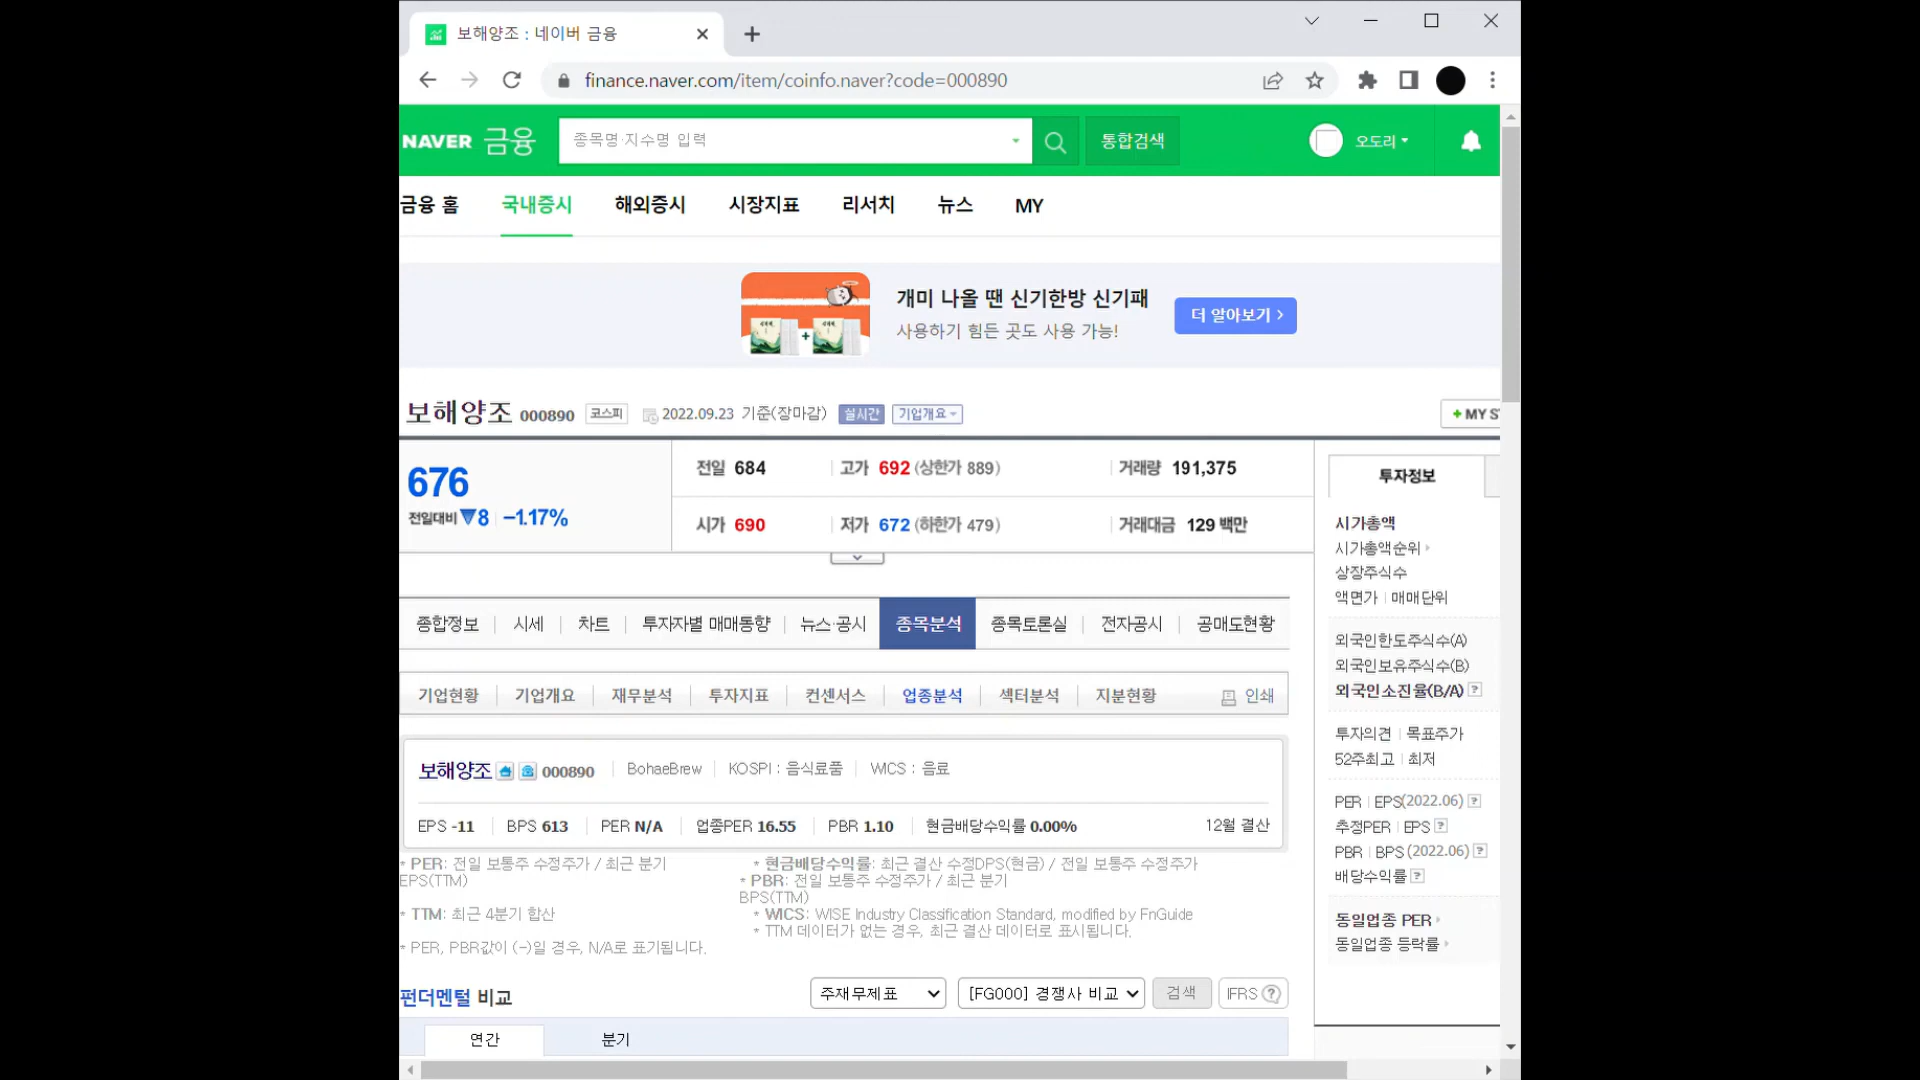 보해양조 : 네이버 금융
finance.naver.com/item/coinfo.naver?code=000890
NAVER 금융
종목명·지수명 입력
통합검색
오도리
금융 홈 국내증시 해외증시 시장지표 리서치 뉴스 MY
개미 나올 땐 신기한방 신기패
사용하기 힘든 곳도 사용 가능!
더 알아보기 >
보해양조 000890 코스피 2022.09.23 기준(장마감) 실시간 기업개요
+ MY S
676
전일대비 ▼8 −1.17%
전일 684 고가 692 (상한가 889) 거래량 191,375
시가 690 저가 672 (하한가 479) 거래대금 129 백만
종합정보 시세 차트 투자자별 매매동향 뉴스·공시 종목분석 종목토론실 전자공시 공매도현황
기업현황 기업개요 재무분석 투자지표 컨센서스 업종분석 섹터분석 지분현황 인쇄
보해양조 000890 BohaeBrew KOSPI : 음식료품 WICS : 음료
EPS -11 BPS 613 PER N/A 업종PER 16.55 PBR 1.10 현금배당수익률 0.00% 12월 결산
* PER: 전일 보통주 수정주가 / 최근 분기
EPS(TTM)
* 현금배당수익률: 최근 결산 수정DPS(현금) / 전일 보통주 수정주가
* PBR: 전일 보통주 수정주가 / 최근 분기
BPS(TTM)
* TTM: 최근 4분기 합산
* WICS: WISE Industry Classification Standard, modified by FnGuide
* TTM 데이터가 없는 경우, 최근 결산 데이터로 표시됩니다.
* PER, PBR값이 (-)일 경우, N/A로 표기됩니다.
펀더멘털 비교
주재무제표 [FG000] 경쟁사 비교 검색 IFRS ?
연간 분기
투자정보
시가총액
시가총액순위
상장주식수
액면가 매매단위
외국인한도주식수(A)
외국인보유주식수(B)
외국인소진율(B/A) ?
투자의견 목표주가
52주최고 최저
PER EPS(2022.06) ?
추정PER EPS ?
PBR BPS (2022.06) ?
배당수익률 ?
동일업종 PER
동일업종 등락률